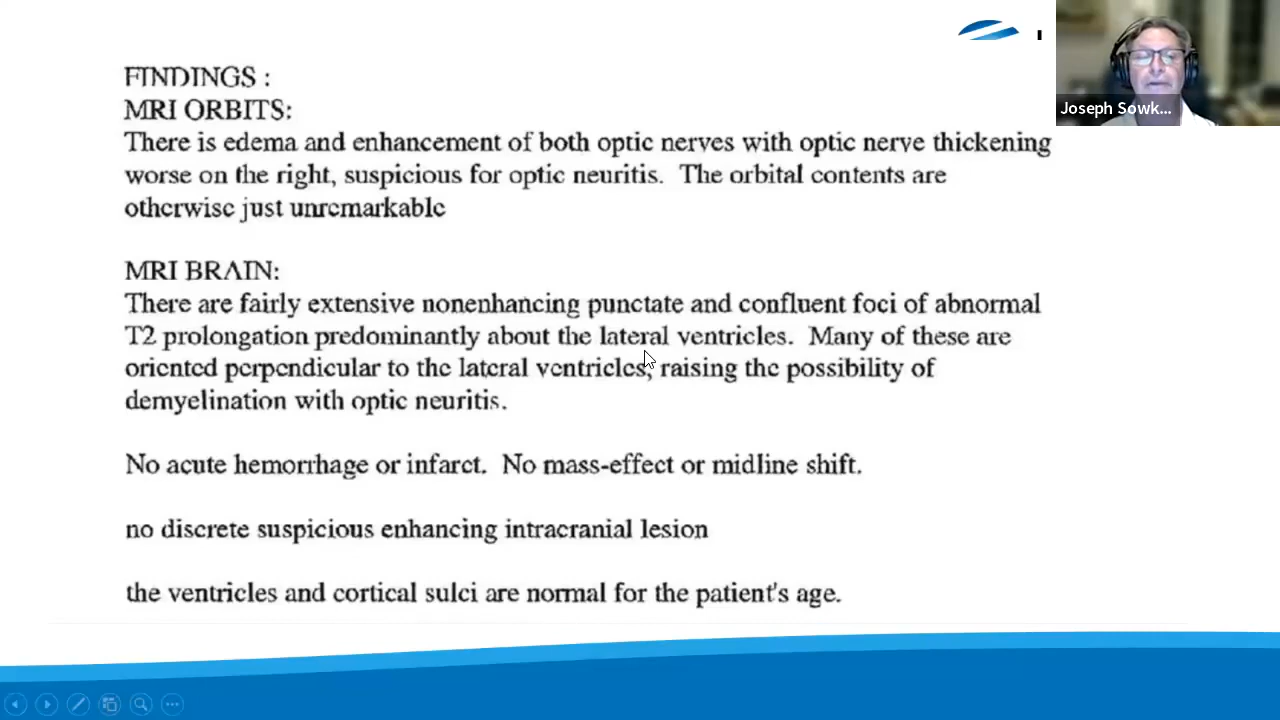 Joseph Sowk...
FINDINGS :
MRI ORBITS:
There is edema and enhancement of both optic nerves with optic nerve thickening
worse on the right, suspicious for optic neuritis. The orbital contents are
otherwise just unremarkable
MRI BRAIN:
There are fairly extensive nonenhancing punctate and confluent foci of abnormal
T2 prolongation predominantly about the lateral ventricles. Many of these are
oriented perpendicular to the lateral ventricles, raising the possibility of
demyelination with optic neuritis.
No acute hemorrhage or infarct. No mass-effect or midline shift.
no discrete suspicious enhancing intracranial lesion
the ventricles and cortical sulci are normal for the patient's age.